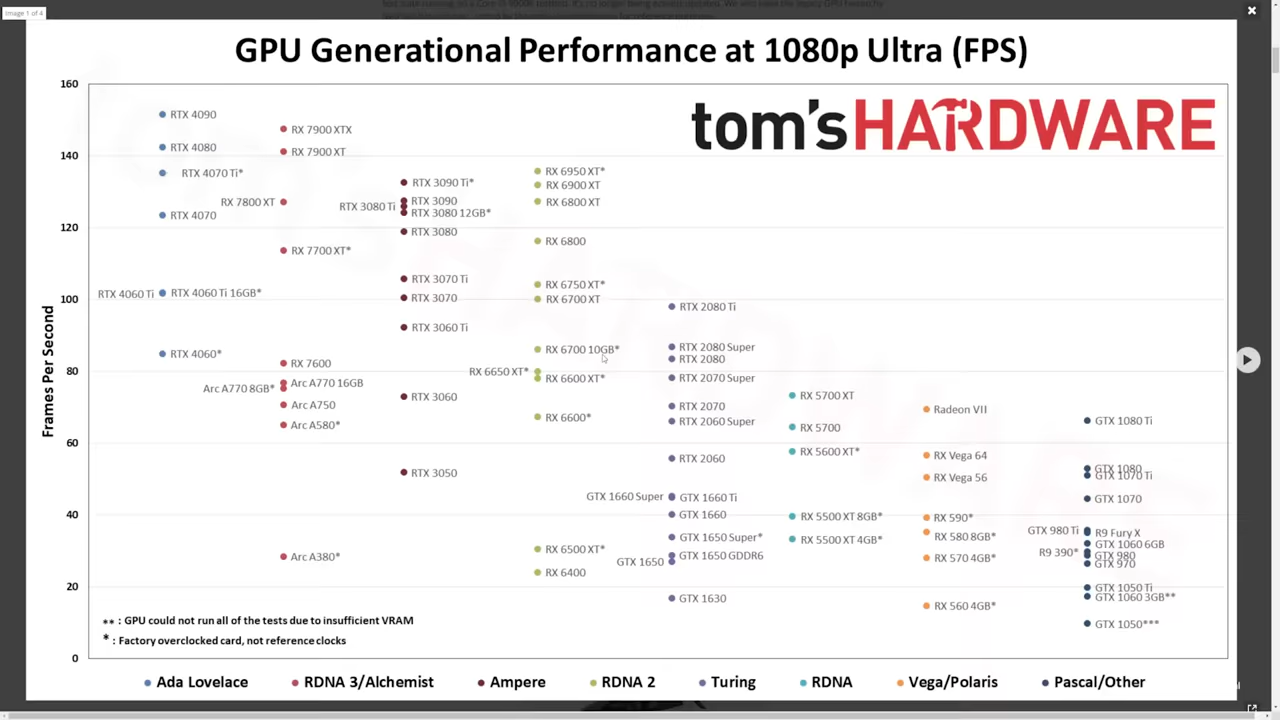 Image 1 of 4
GPU Generational Performance at 1080p Ultra (FPS)
tom'sHARDWARE
Frames Per Second
160
140
120
100
80
60
40
20
0
RTX 4090
RTX 4080
RTX 4070 Ti*
RTX 4070
RTX 4060 Ti
RTX 4060 Ti 16GB*
RTX 4060*
RX 7900 XTX
RX 7900 XT
RX 7800 XT
RX 7700 XT*
RX 7600
Arc A770 16GB
Arc A770 8GB*
Arc A750
Arc A580*
Arc A380*
RTX 3090 Ti*
RTX 3090
RTX 3080 Ti
RTX 3080 12GB*
RTX 3080
RTX 3070 Ti
RTX 3070
RTX 3060 Ti
RTX 3060
RTX 3050
RX 6950 XT*
RX 6900 XT
RX 6800 XT
RX 6800
RX 6750 XT*
RX 6700 XT
RX 6700 10GB*
RX 6650 XT*
RX 6600 XT*
RX 6600*
RX 6500 XT*
RX 6400
RTX 2080 Ti
RTX 2080 Super
RTX 2080
RTX 2070 Super
RTX 2070
RTX 2060 Super
RTX 2060
GTX 1660 Super
GTX 1660 Ti
GTX 1660
GTX 1650 Super*
GTX 1650 GDDR6
GTX 1650
GTX 1630
RX 5700 XT
RX 5700
RX 5600 XT*
RX 5500 XT 8GB*
RX 5500 XT 4GB*
Radeon VII
RX Vega 64
RX Vega 56
RX 590*
RX 580 8GB*
RX 570 4GB*
RX 560 4GB*
GTX 1080 Ti
GTX 1080
GTX 1070 Ti
GTX 1070
GTX 980 Ti
R9 Fury X
GTX 1060 6GB
R9 390*
GTX 980
GTX 970
GTX 1050 Ti
GTX 1060 3GB**
GTX 1050***
** : GPU could not run all of the tests due to insufficient VRAM
* : Factory overclocked card, not reference clocks
Ada Lovelace
RDNA 3/Alchemist
Ampere
RDNA 2
Turing
RDNA
Vega/Polaris
Pascal/Other